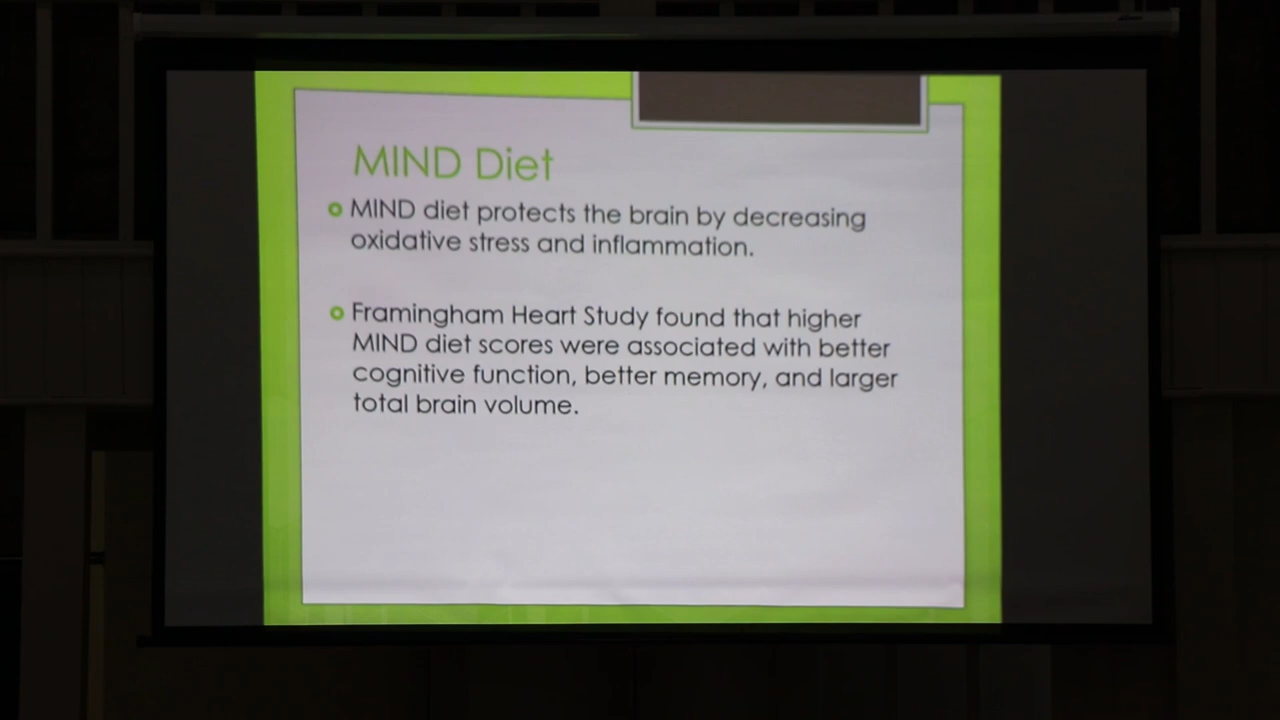 MIND Diet
MIND diet protects the brain by decreasing
oxidative stress and inflammation.
Framingham Heart Study found that higher
MIND diet scores were associated with better
cognitive function, better memory, and larger
total brain volume.